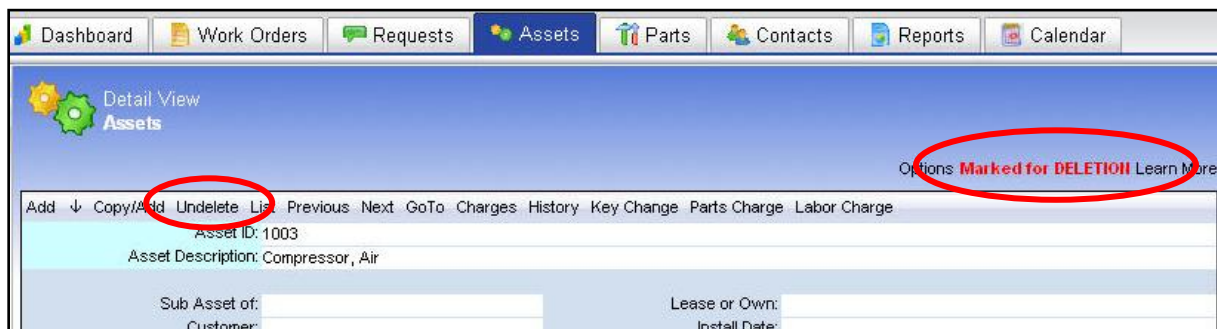 Dashboard Work Orders Requests Assets Parts Contacts Reports Calendar
Detail View
Assets
Options Marked for DELETION Learn More
Add ↓ Copy/Add Undelete List Previous Next GoTo Charges History Key Change Parts Charge Labor Charge
Asset ID: 1003
Asset Description: Compressor, Air
Sub Asset of: Lease or Own:
Customer: Install Date: